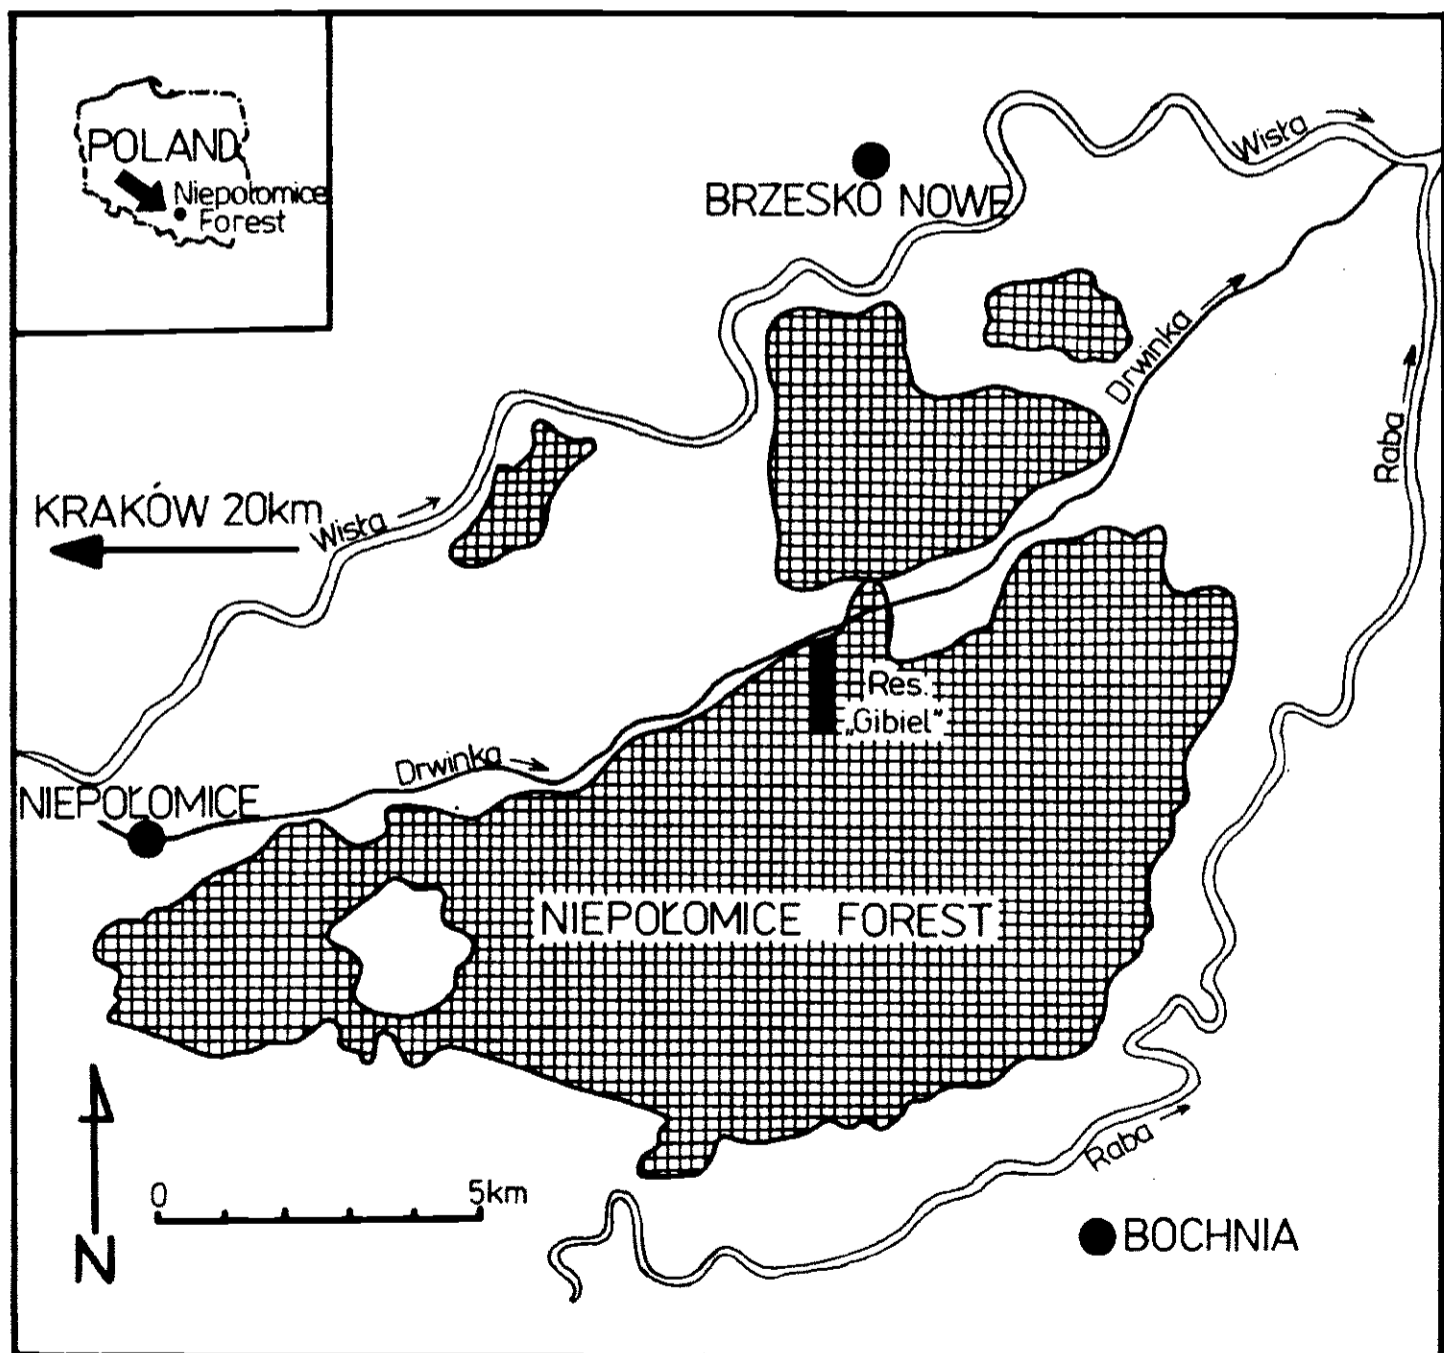 POLAND
Niepołomice
Forest
Wisła
BRZESKO NOWE
Drwinka
Raba
KRAKÓW 20km
Wisła
Res.
„Gibiel"
Drwinka
NIEPOŁOMICE
NIEPOŁOMICE FOREST
Raba
0 5km
BOCHNIA
N